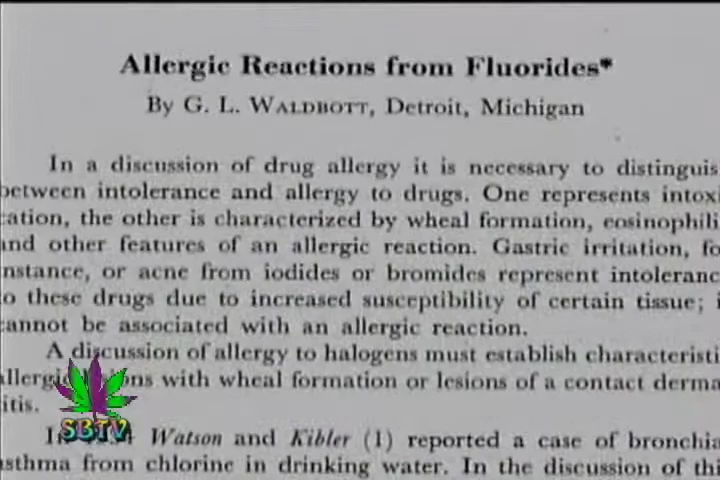 Allergic Reactions from Fluorides*
By G. L. WALDBOTT, Detroit, Michigan
In a discussion of drug allergy it is necessary to distinguis
between intolerance and allergy to drugs. One represents intoxi
cation, the other is characterized by wheal formation, eosinophili
and other features of an allergic reaction. Gastric irritation, fo
instance, or acne from iodides or bromides represent intoleranc
to these drugs due to increased susceptibility of certain tissue; i
cannot be associated with an allergic reaction.
A discussion of allergy to halogens must establish characteristi
with wheal formation or lesions of a contact derma
itis.
Watson and Kibler (1) reported a case of bronchia
asthma from chlorine in drinking water. In the discussion of thi
SBTV